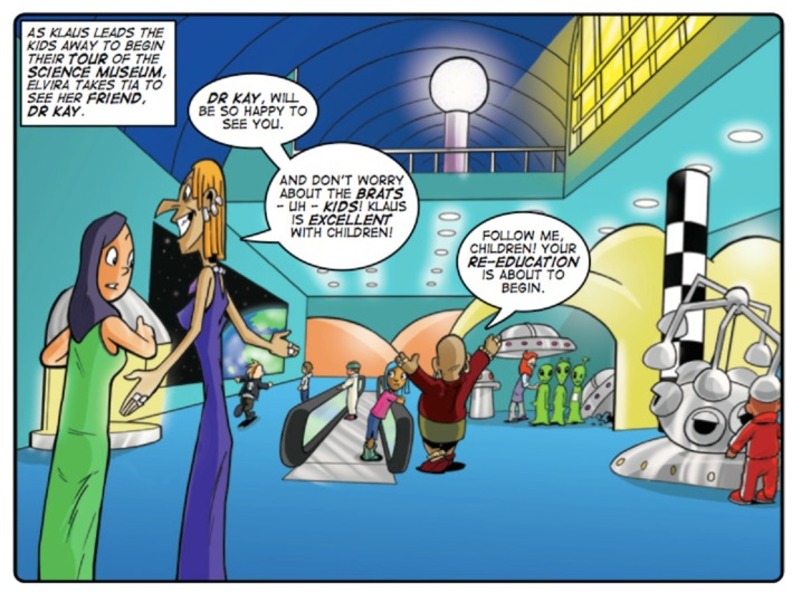 AS KLAUS LEADS THE
KIDS AWAY TO BEGIN
THEIR TOUR OF THE
SCIENCE MUSEUM,
ELVIRA TAKES TIA TO
SEE HER FRIEND,
DR KAY.
DR KAY, WILL
BE SO HAPPY TO
SEE YOU.
AND DON'T WORRY
ABOUT THE BRATS
- UH - KIDS! KLAUS
IS EXCELLENT
WITH CHILDREN!
FOLLOW ME,
CHILDREN! YOUR
RE-EDUCATION
IS ABOUT TO
BEGIN.